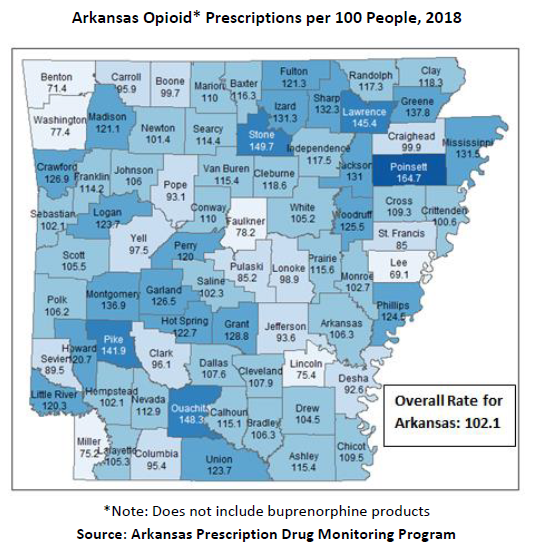 Arkansas Opioid* Prescriptions per 100 People, 2018
Benton
71.4
Carroll
95.9
Boone
99.7
Marion
110
Baxter
116.3
Fulton
121.3
Randolph
117.3
Clay
118.3
Washington
77.4
Madison
121.1
Newton
101.4
Searcy
114.4
Stone
149.7
Izard
131.3
Sharp
132.3
Lawrence
145.4
Greene
137.8
Craighead
99.9
Mississippi
131.5
Crawford
126.9
Franklin
114.2
Johnson
106
Pope
93.1
Van Buren
115.4
Cleburne
118.6
Independence
117.5
Jackson
131
Poinsett
164.7
Sebastian
102.1
Logan
123.7
Conway
110
Faulkner
78.2
White
105.2
Woodruff
125.5
Cross
109.3
Crittenden
100.6
Scott
105.5
Yell
97.5
Perry
120
Pulaski
85.2
Lonoke
98.9
Prairie
115.6
Monroe
102.7
St. Francis
85
Lee
69.1
Polk
106.2
Montgomery
136.9
Garland
126.5
Saline
102.3
Phillips
124.5
Hot Spring
122.7
Grant
128.8
Jefferson
93.6
Arkansas
106.3
Sevier
89.5
Howard
120.7
Pike
141.9
Clark
96.1
Dallas
107.6
Cleveland
107.9
Lincoln
75.4
Desha
92.6
Little River
120.3
Hempstead
102.1
Nevada
112.9
Ouachita
148.3
Calhoun
115.1
Bradley
106.3
Drew
104.5
Miller
75.2
Lafayette
105.3
Columbia
95.4
Union
123.7
Ashley
115.4
Chicot
109.5
Overall Rate for
Arkansas: 102.1
*Note: Does not include buprenorphine products
Source: Arkansas Prescription Drug Monitoring Program